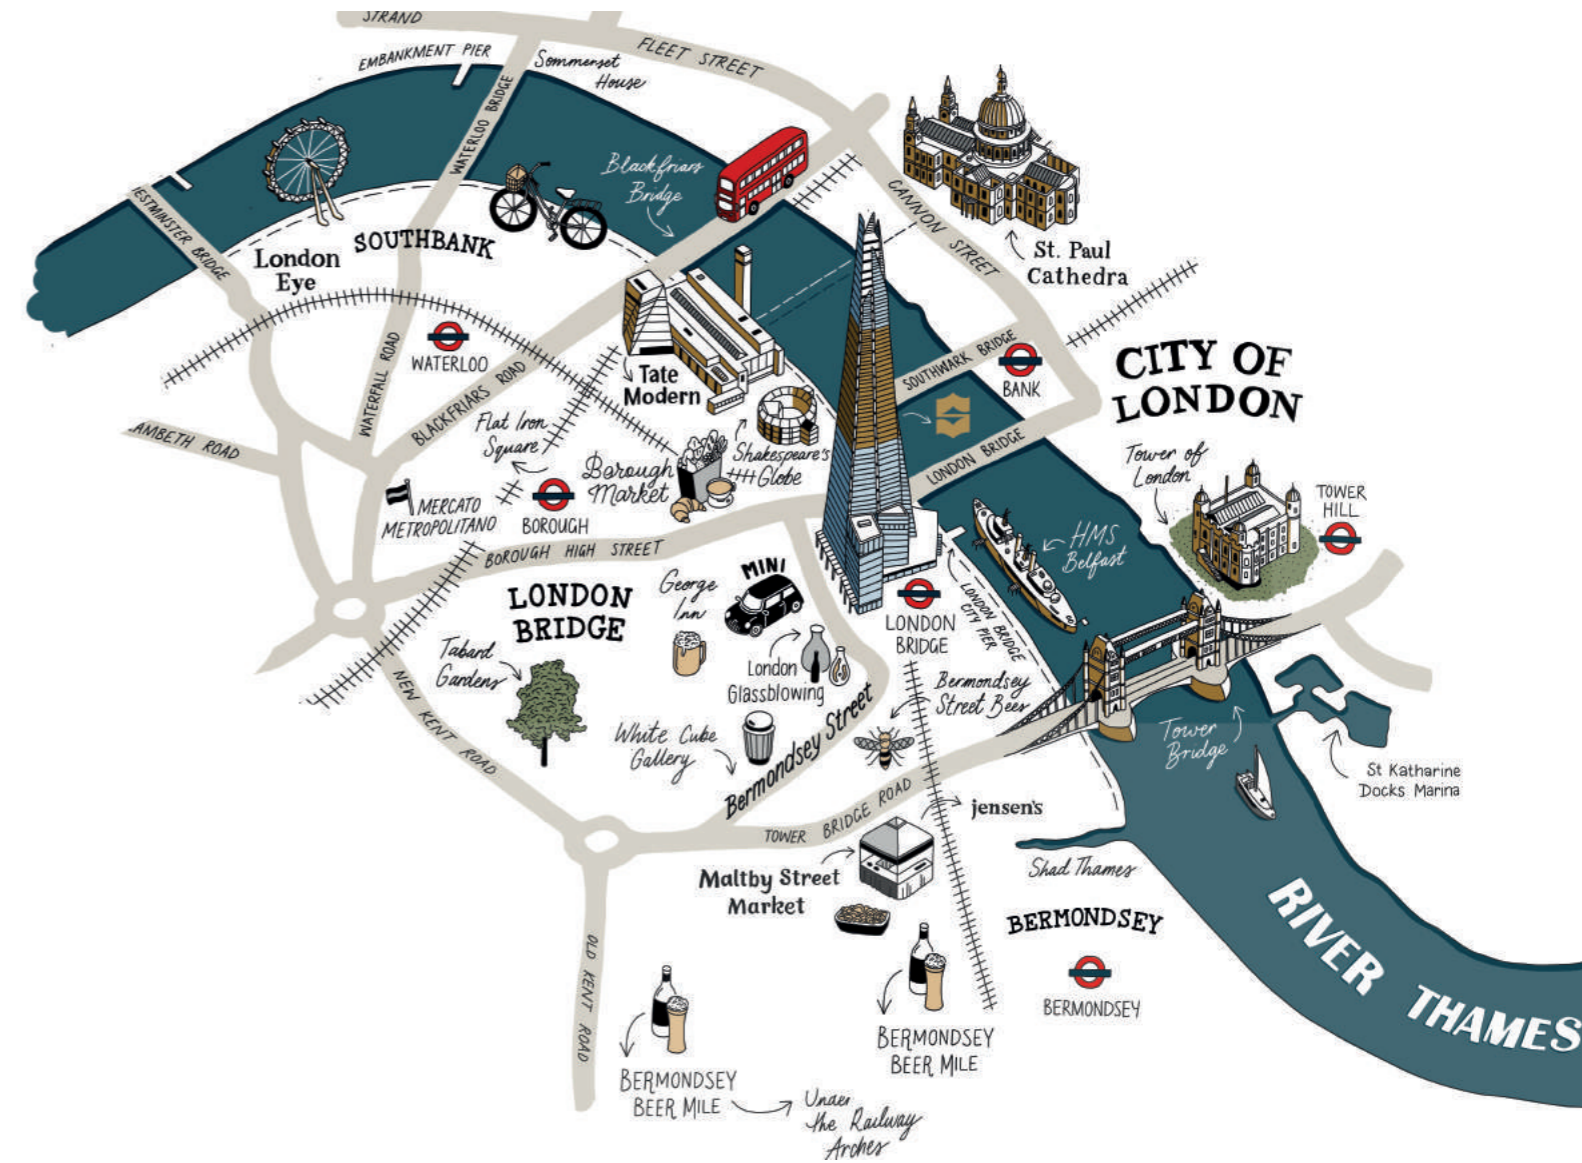 STRAND
EMBANKMENT PIER
Sommerset
House
FLEET STREET
WATERLOO BRIDGE
Blackfriars
Bridge
CANNON STREET
St. Paul
Cathedra
ESTMINSTER BRIDGE
London
Eye
SOUTHBANK
WATERLOO
WATERFALL ROAD
BLACKFRIARS ROAD
Tate
Modern
SOUTHWARK BRIDGE
BANK
CITY OF
LONDON
AMBETH ROAD
Flat Iron
Square
Borough
Market
Shakespeare's
Globe
LONDON BRIDGE
Tower of
London
TOWER
HILL
MERCATO
METROPOLITANO
BOROUGH
BOROUGH HIGH STREET
HMS
Belfast
LONDON
BRIDGE
George
Inn
MINI
LONDON
BRIDGE
LONDON BRIDGE
CITY PIER
Tabard
Gardens
London
Glassblowing
Bermondsey
Street Bees
NEW KENT ROAD
White Cube
Gallery
Bermondsey Street
Tower
Bridge
St Katharine
Docks Marina
TOWER BRIDGE ROAD
jensen's
Maltby Street
Market
Shad Thames
BERMONDSEY
BERMONDSEY
RIVER THAMES
OLD KENT ROAD
BERMONDSEY
BEER MILE
BERMONDSEY
BEER MILE
Under
the Railway
Arches